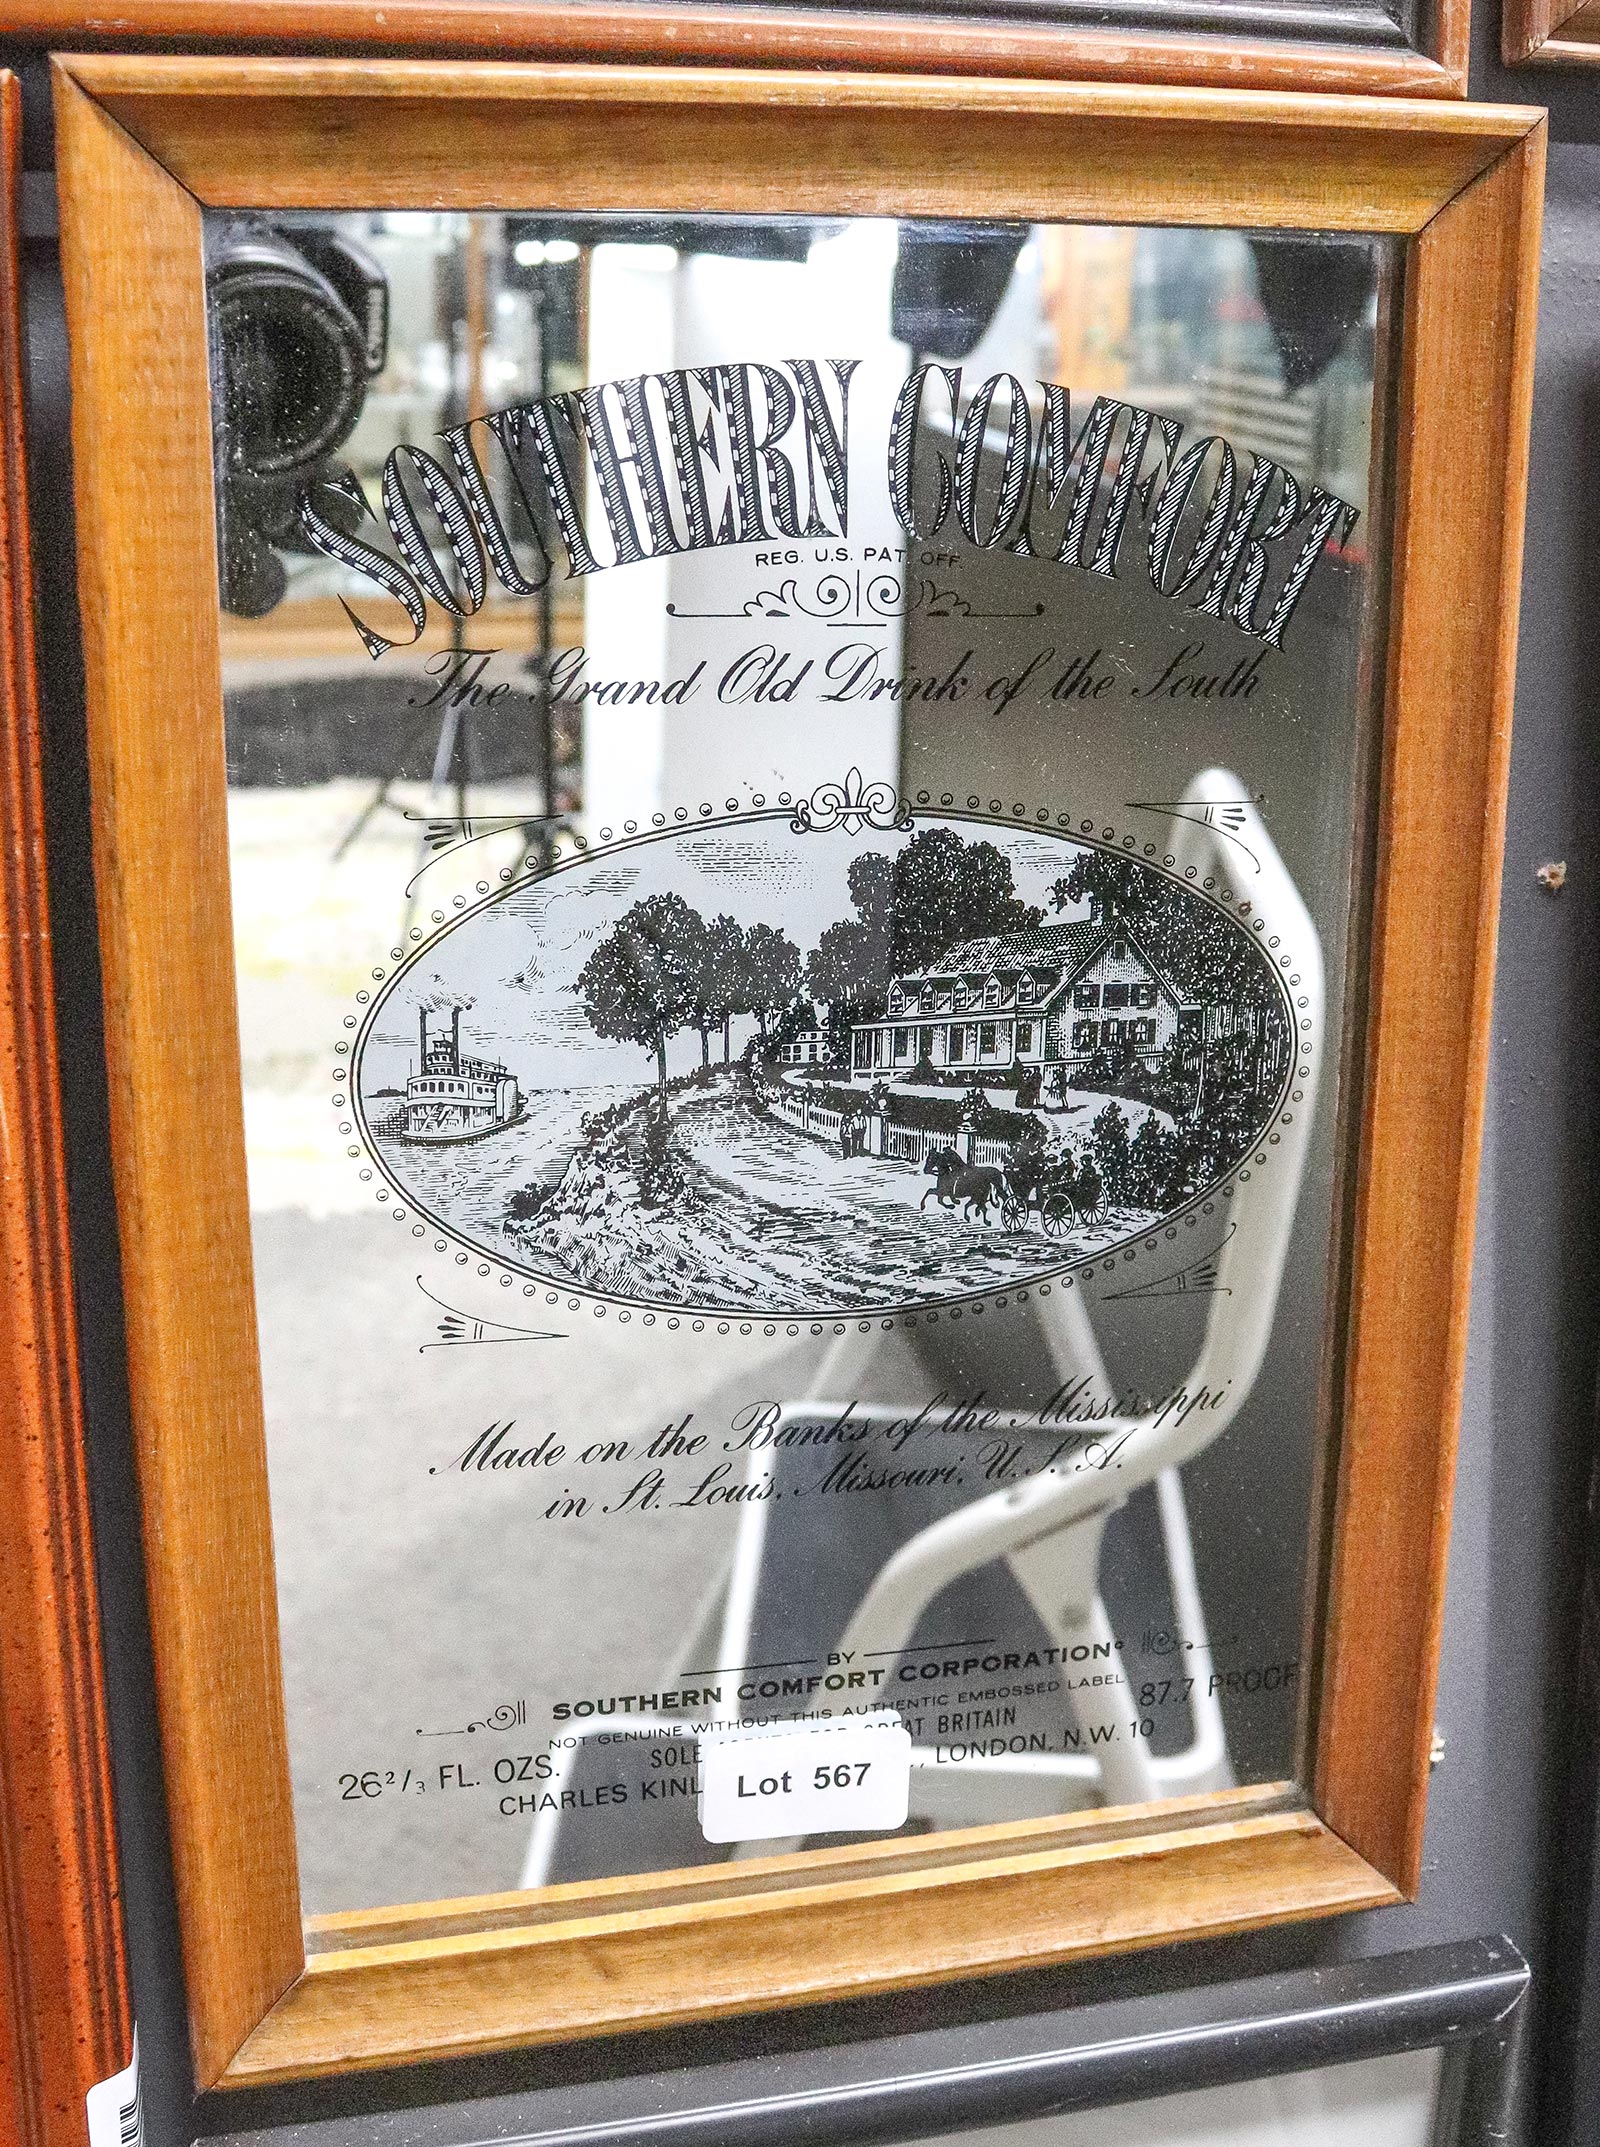 Canon
SOUTHERN COMFORT
REG. U.S. PAT. OFF.
The Grand Old Drink of the South
Made on the Banks of the Mississippi
in St. Louis, Missouri, U.S.A.
BY
SOUTHERN COMFORT CORPORATION
NOT GENUINE WITHOUT THIS AUTHENTIC EMBOSSED LABEL
87.7 PROOF
26 2/3 FL. OZS.
SOLE GREAT BRITAIN
CHARLES LONDON, N.W. 10
Lot 567